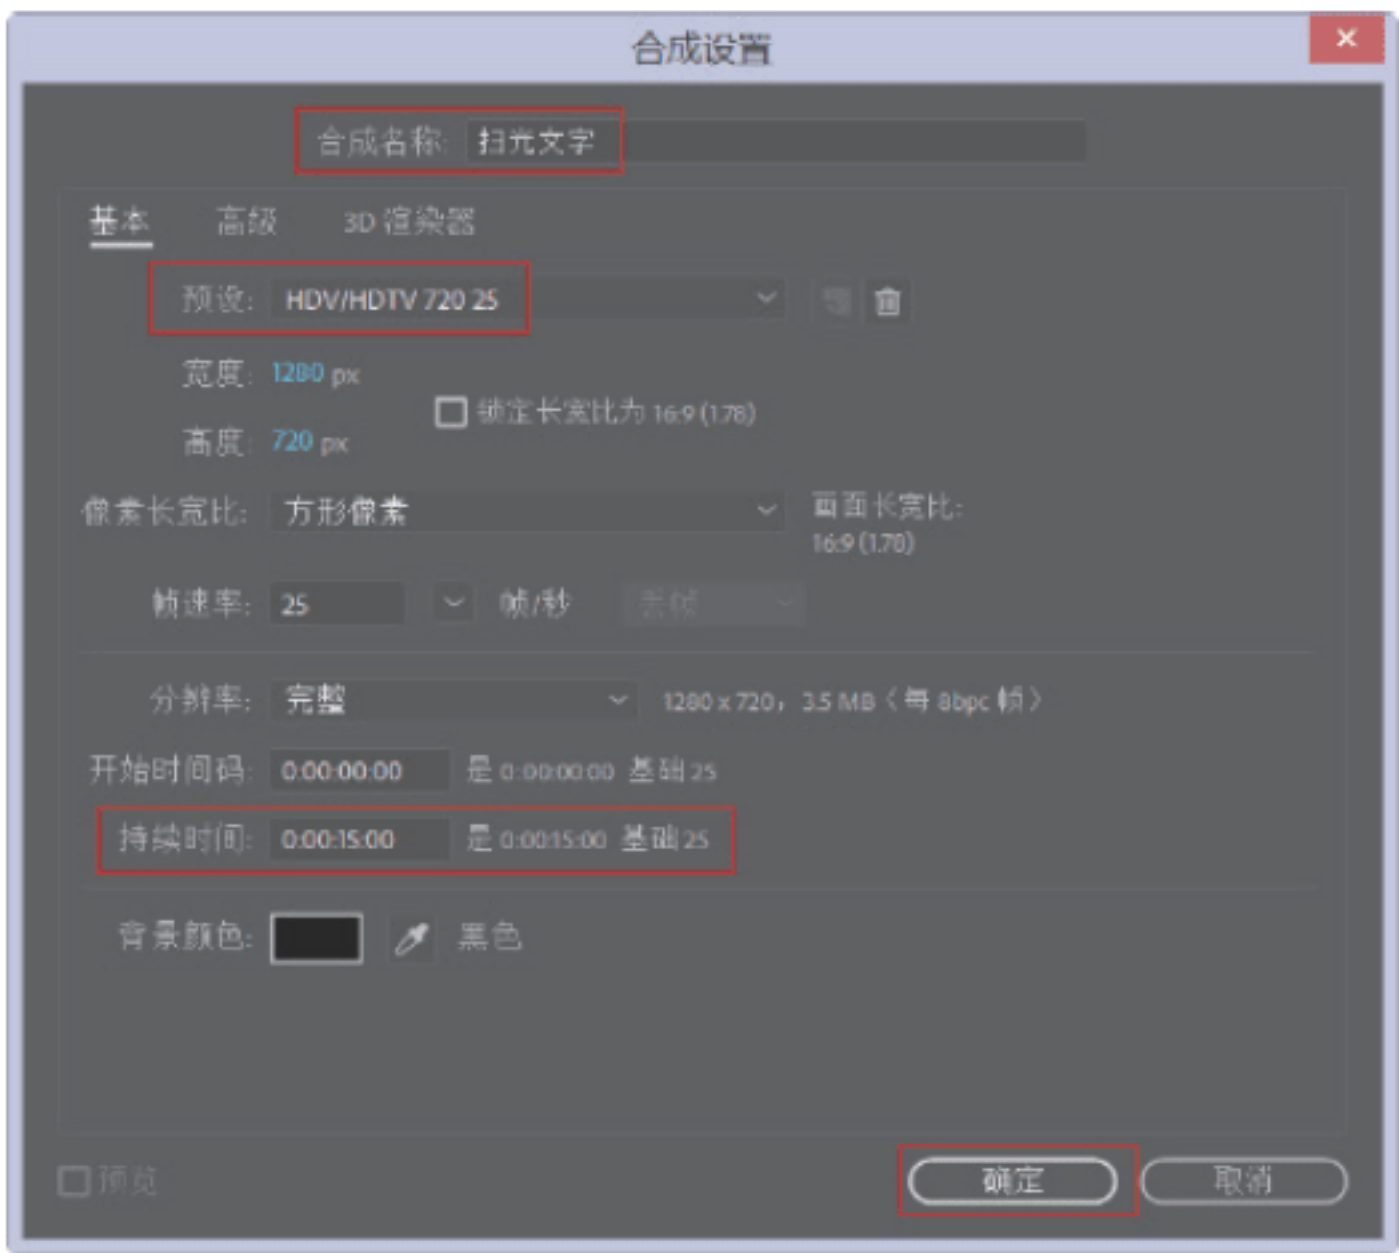 合成设置
合成名称: 扫光文字
基本 高级 3D 渲染器
预设: HDV/HDTV 720 25
宽度: 1280 px
锁定长宽比为 16:9 (1.78)
高度: 720 px
像素长宽比: 方形像素 画面长宽比:
16:9 (1.78)
帧速率: 25 帧/秒 丢帧
分辨率: 完整 1280 x 720，3.5 MB（每 8bpc 帧）
开始时间码: 0:00:00:00 是 0:00:00:00 基础 25
持续时间: 0:00:15:00 是 0:00:15:00 基础 25
背景颜色: 黑色
预览 确定 取消